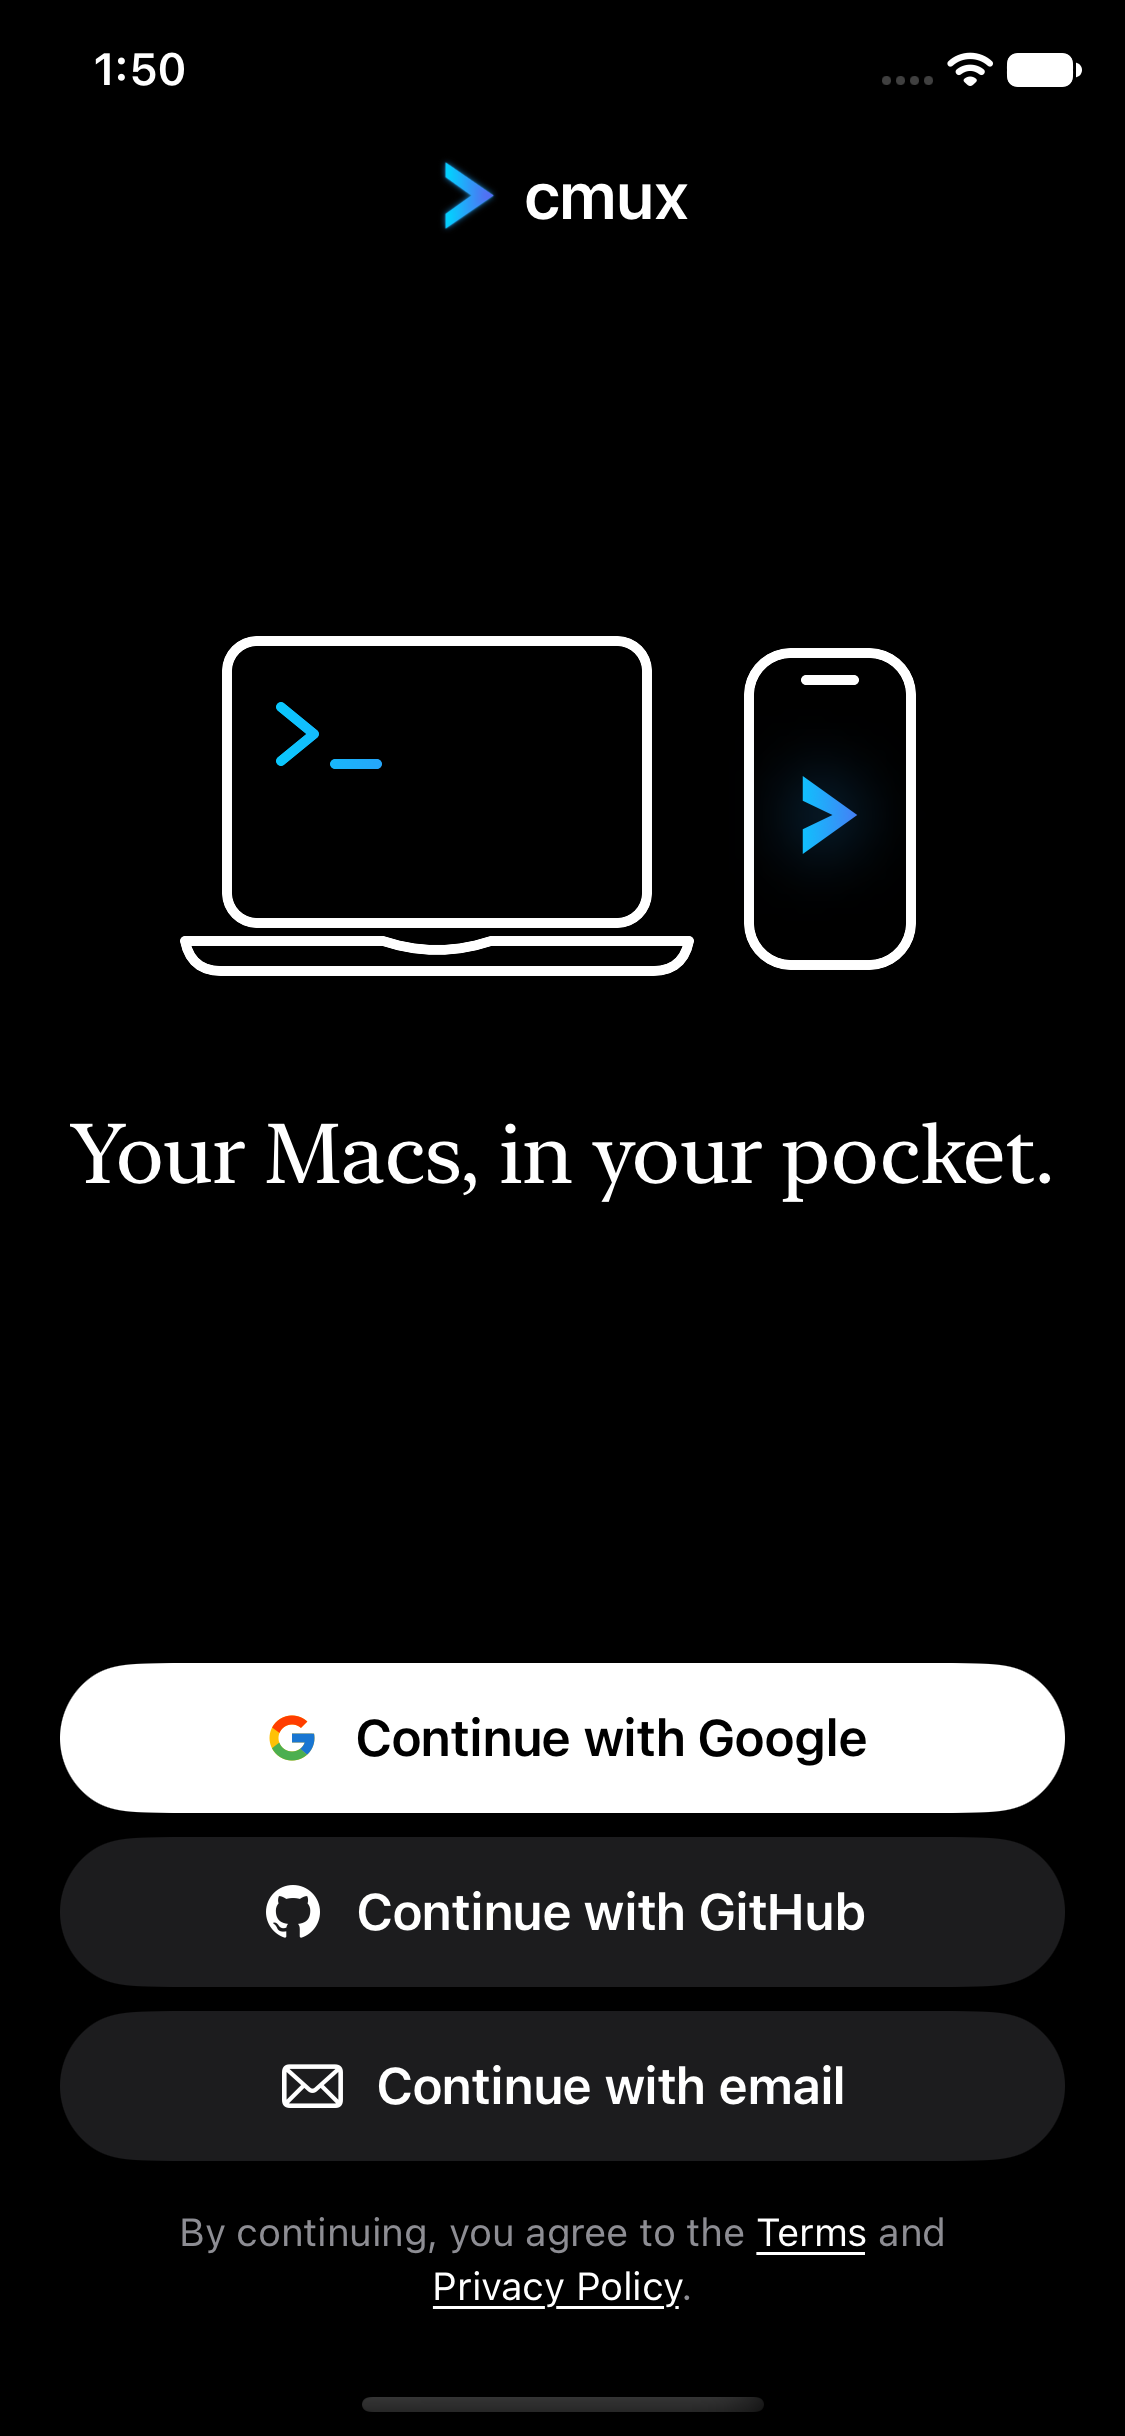 1:50
cmux
Your Macs, in your pocket.
Continue with Google
Continue with GitHub
Continue with email
By continuing, you agree to the Terms and
Privacy Policy.